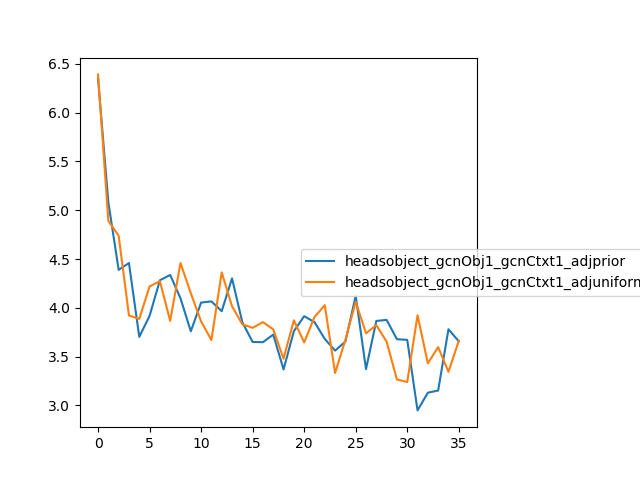 6.5
6.0
5.5
5.0
4.5
4.0
3.5
3.0
headsobject_gcnObj1_gcnCtxt1_adjprior
headsobject_gcnObj1_gcnCtxt1_adjuniform
0 5 10 15 20 25 30 35